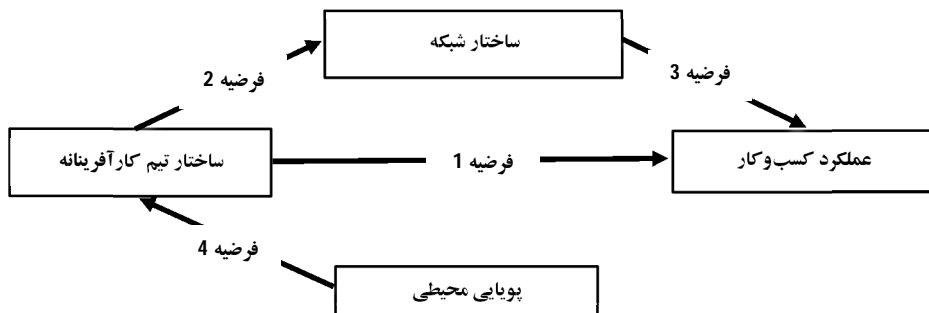 ساختار شبکه
فرضیه 2
فرضیه 3
ساختار تیم کارآفرینانه
فرضیه 1
عملکرد کسب‌وکار
فرضیه 4
پویایی محیطی